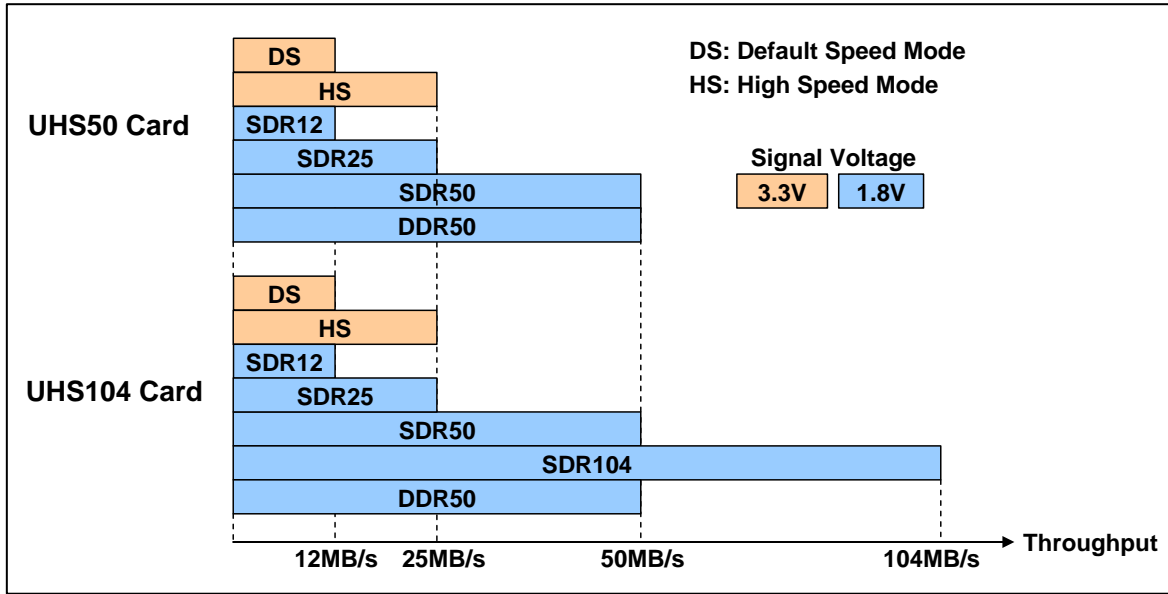 DS
HS
UHS50 Card
SDR12
SDR25
SDR50
DDR50
DS: Default Speed Mode
HS: High Speed Mode
Signal Voltage
3.3V 1.8V
DS
HS
SDR12
UHS104 Card
SDR25
SDR50
SDR104
DDR50
12MB/s 25MB/s 50MB/s 104MB/s
Throughput